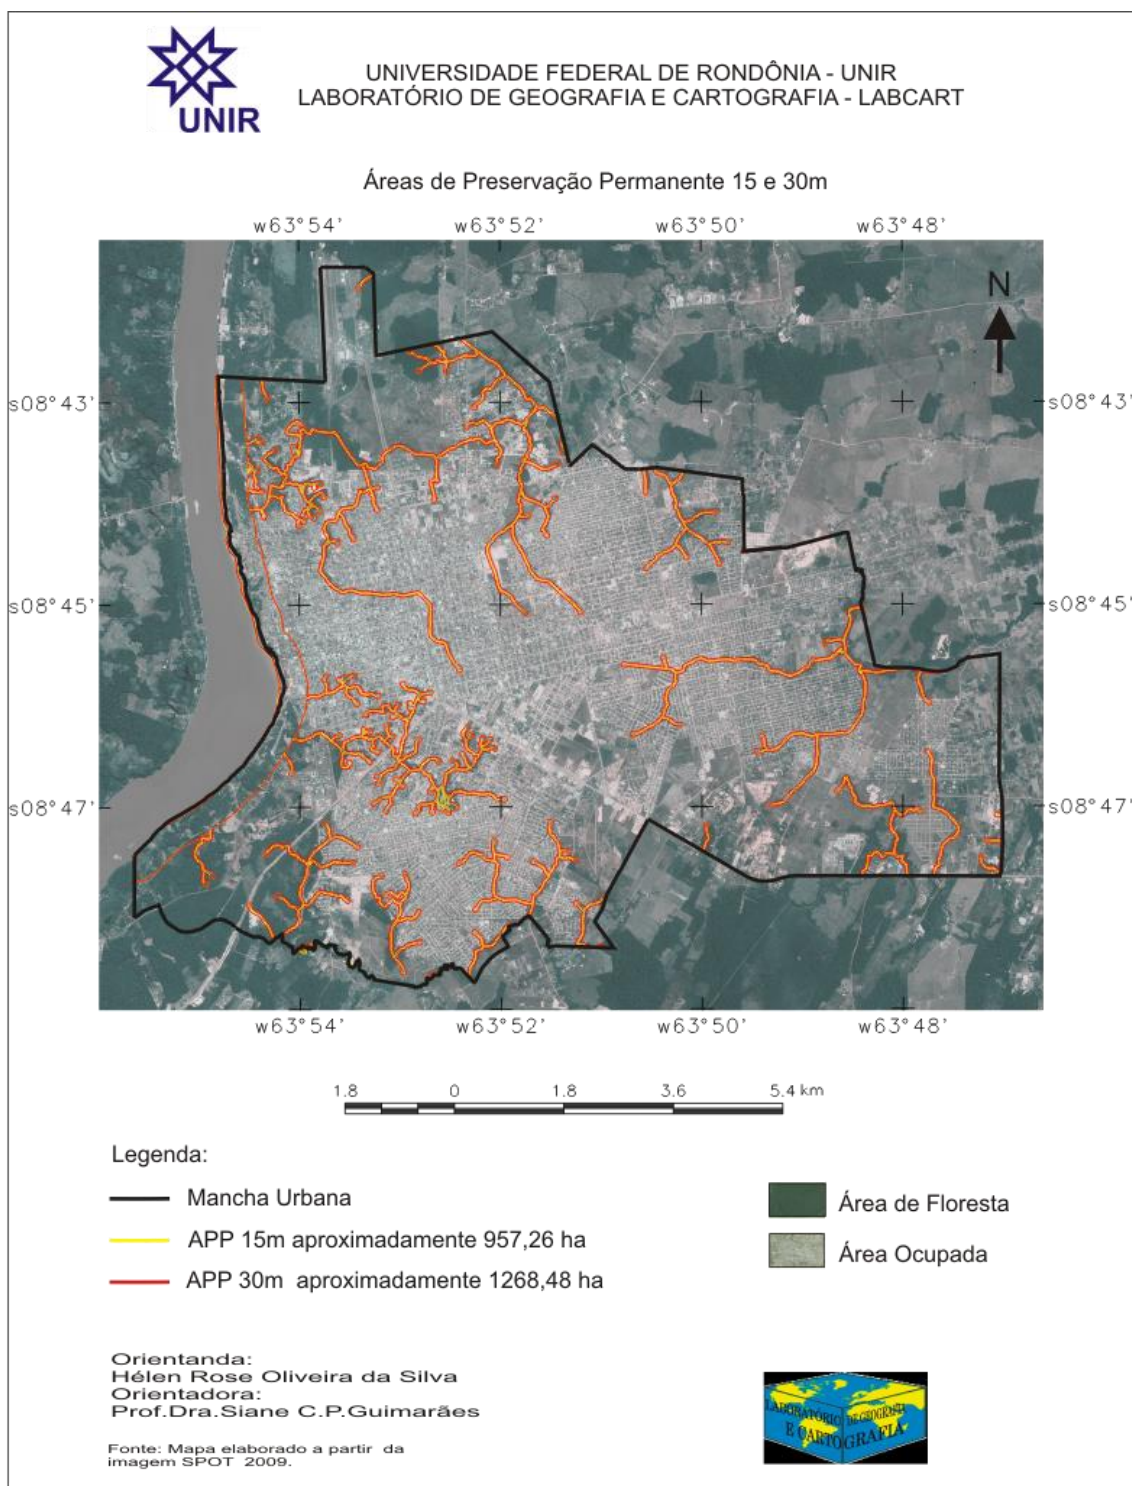 UNIR
UNIVERSIDADE FEDERAL DE RONDÔNIA - UNIR
LABORATÓRIO DE GEOGRAFIA E CARTOGRAFIA - LABCART
Áreas de Preservação Permanente 15 e 30m
w63°54' w63°52' w63°50' w63°48'
N
s08°43' s08°43'
s08°45' s08°45'
s08°47' s08°47'
w63°54' w63°52' w63°50' w63°48'
1.8 0 1.8 3.6 5.4 km
Legenda:
Mancha Urbana
APP 15m aproximadamente 957,26 ha
APP 30m aproximadamente 1268,48 ha
Área de Floresta
Área Ocupada
Orientanda:
Hélen Rose Oliveira da Silva
Orientadora:
Prof.Dra.Siane C.P.Guimarães
Fonte: Mapa elaborado a partir da
imagem SPOT 2009.
LABORATÓRIO DE GEOGRAFIA
E CARTOGRAFIA